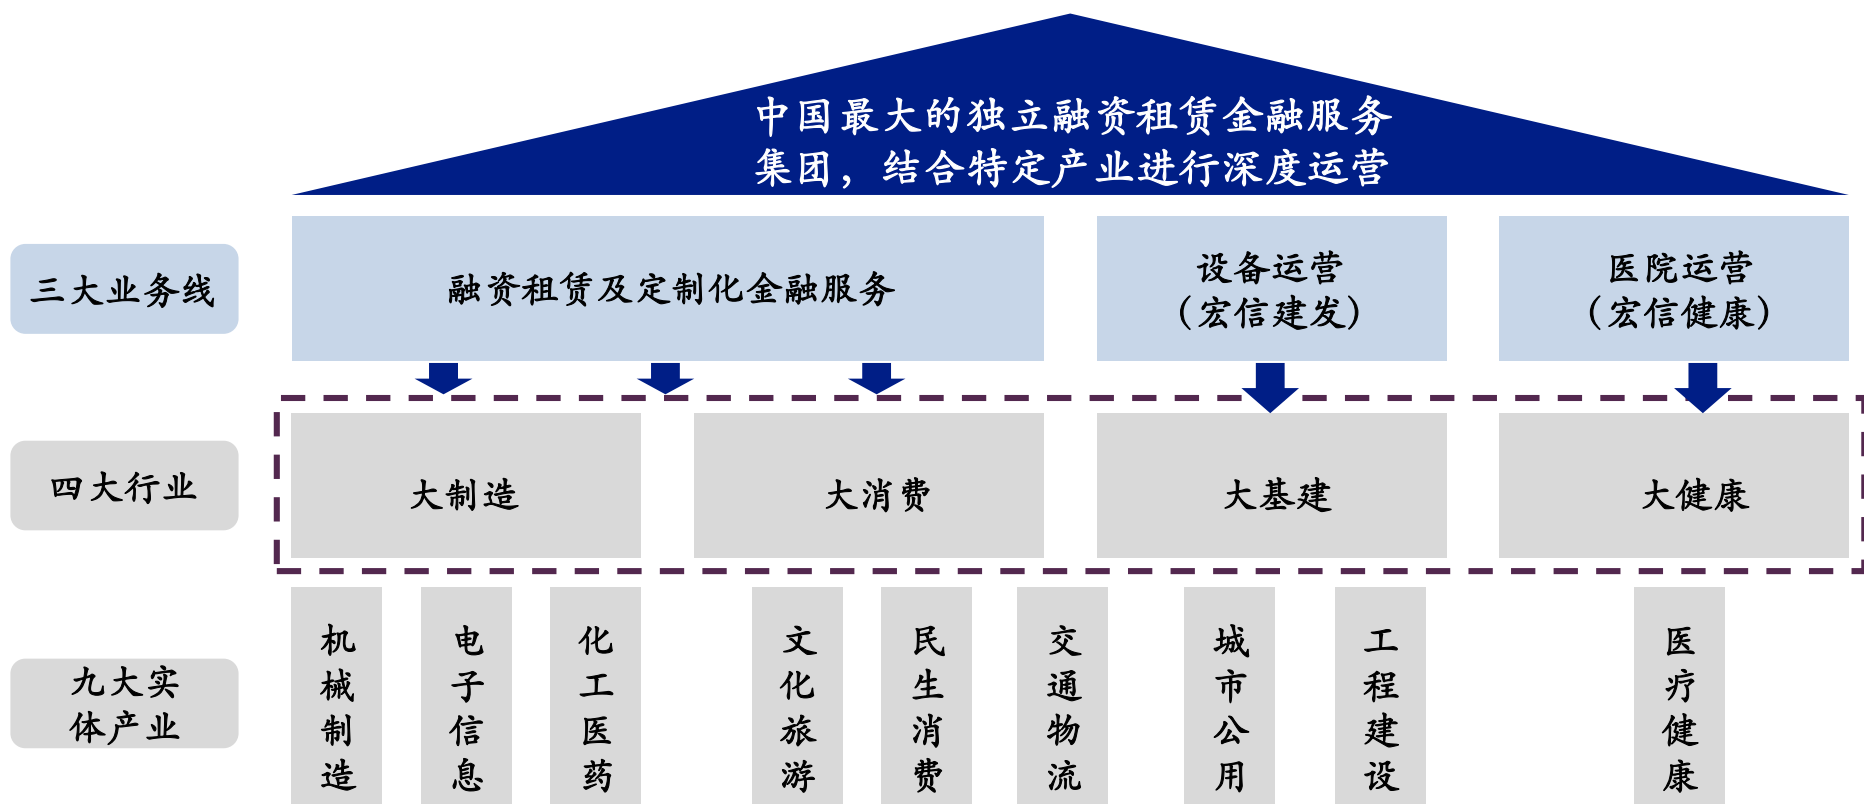 中国最大的独立融资租赁金融服务
集团，结合特定产业进行深度运营
三大业务线
融资租赁及定制化金融服务
设备运营
（宏信建发）
医院运营
（宏信健康）
四大行业
大制造
大消费
大基建
大健康
九大实
体产业
机械制造
电子信息
化工医药
文化旅游
民生消费
交通物流
城市公用
工程建设
医疗健康